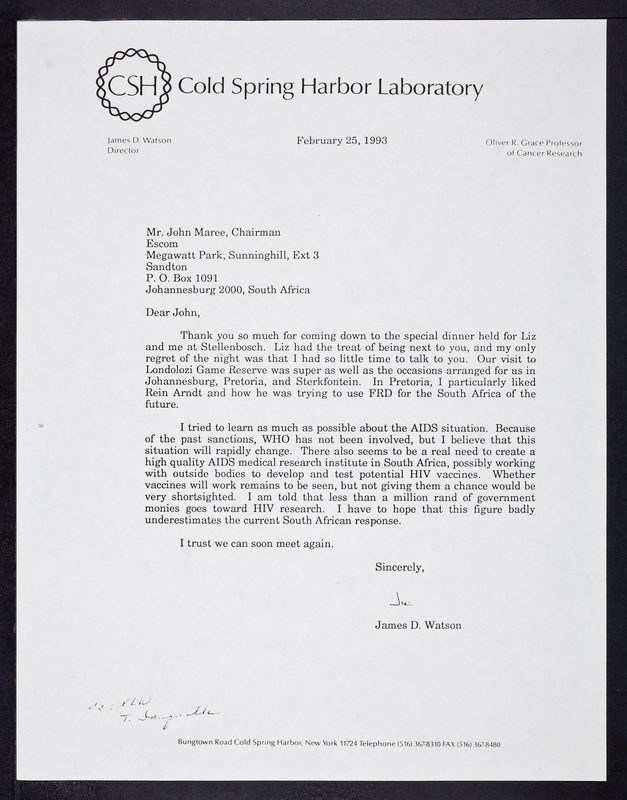 CSH Cold Spring Harbor Laboratory
James D. Watson
Director
February 25, 1993
Oliver R. Grace Professor
of Cancer Research
Mr. John Maree, Chairman
Escom
Megawatt Park, Sunninghill, Ext 3
Sandton
P. O. Box 1091
Johannesburg 2000, South Africa
Dear John,
Thank you so much for coming down to the special dinner held for Liz
and me at Stellenbosch. Liz had the treat of being next to you, and my only
regret of the night was that I had so little time to talk to you. Our visit to
Londolozi Game Reserve was super as well as the occasions arranged for us in
Johannesburg, Pretoria, and Sterkfontein. In Pretoria, I particularly liked
Rein Arndt and how he was trying to use FRD for the South Africa of the
future.
I tried to learn as much as possible about the AIDS situation. Because
of the past sanctions, WHO has not been involved, but I believe that this
situation will rapidly change. There also seems to be a real need to create a
high quality AIDS medical research institute in South Africa, possibly working
with outside bodies to develop and test potential HIV vaccines. Whether
vaccines will work remains to be seen, but not giving them a chance would be
very shortsighted. I am told that less than a million rand of government
monies goes toward HIV research. I have to hope that this figure badly
underestimates the current South African response.
I trust we can soon meet again.
Sincerely,
James D. Watson
cc:
T.
Bungtown Road Cold Spring Harbor, New York 11724 Telephone (516) 367-8310 FAX (516) 367-8480